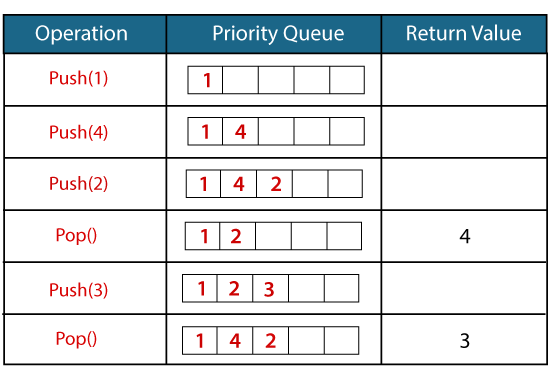 Operation Priority Queue Return Value
Push(1) 1
Push(4) 1 4
Push(2) 1 4 2
Pop() 1 2 4
Push(3) 1 2 3
Pop() 1 4 2 3